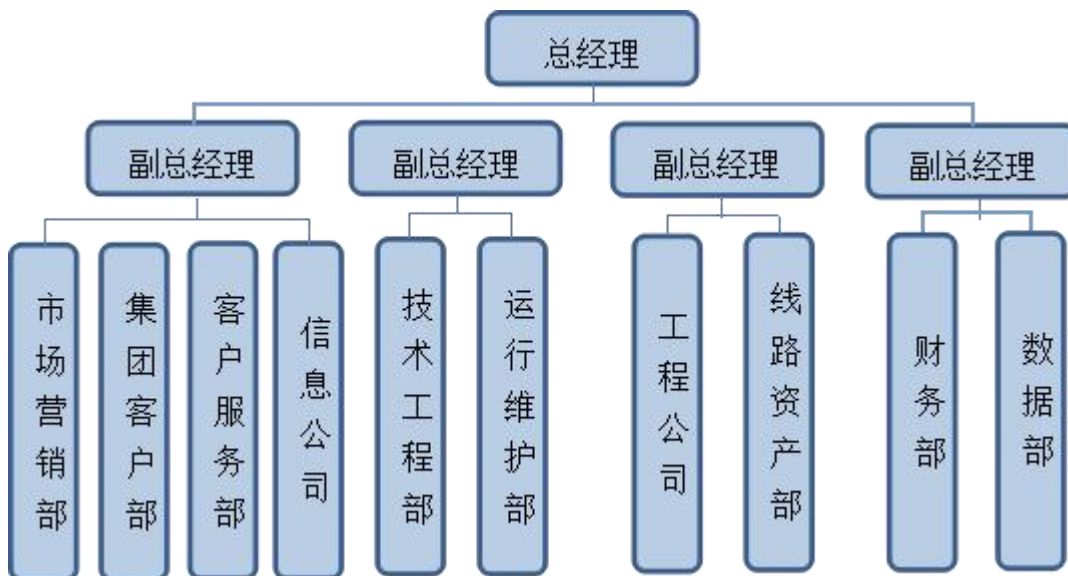 总经理
副总经理
副总经理
副总经理
副总经理
市场营销部
集团客户部
客户服务部
信息公司
技术工程部
运行维护部
工程公司
线路资产部
财务部
数据部